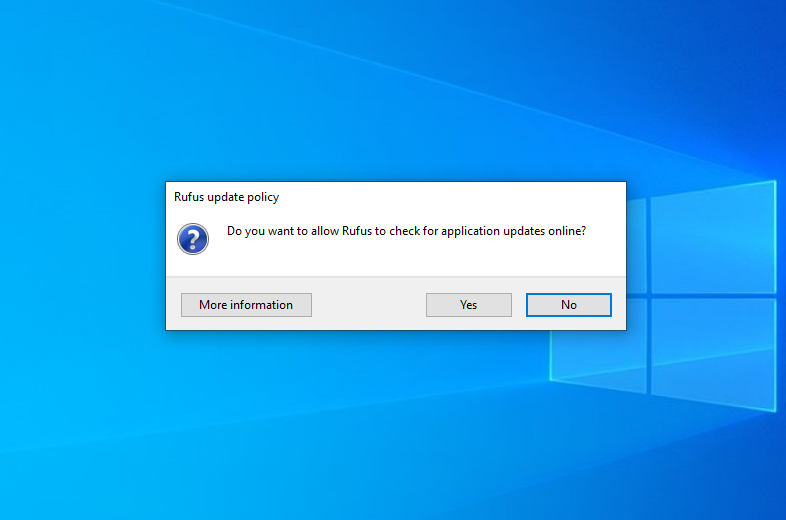 Rufus update policy
Do you want to allow Rufus to check for application updates online?
More information
Yes
No